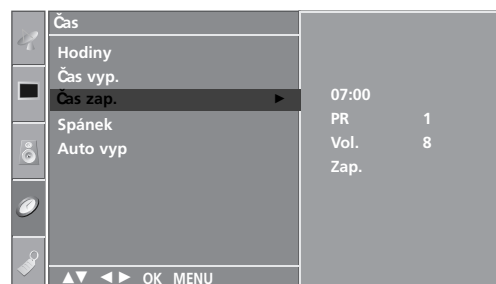 Čas
Hodiny
Čas vyp.
Čas zap. ►
Spánek
Auto vyp
07:00
PR 1
Vol. 8
Zap.
▲▼ ◄► OK MENU